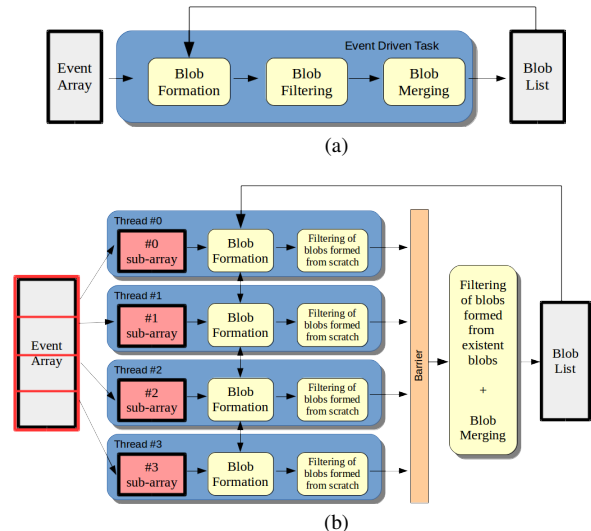 Event Driven Task
Event
Array
Blob
Formation
Blob
Filtering
Blob
Merging
Blob
List
(a)
Thread #0
#0
sub-array
Blob
Formation
Filtering of
blobs formed
from scratch
Thread #1
#1
sub-array
Blob
Formation
Filtering of
blobs formed
from scratch
Event
Array
Thread #2
#2
sub-array
Blob
Formation
Filtering of
blobs formed
from scratch
Thread #3
#3
sub-array
Blob
Formation
Filtering of
blobs formed
from scratch
Barrier
Filtering
of blobs
formed
from
existent
blobs
+
Blob
Merging
Blob
List
(b)